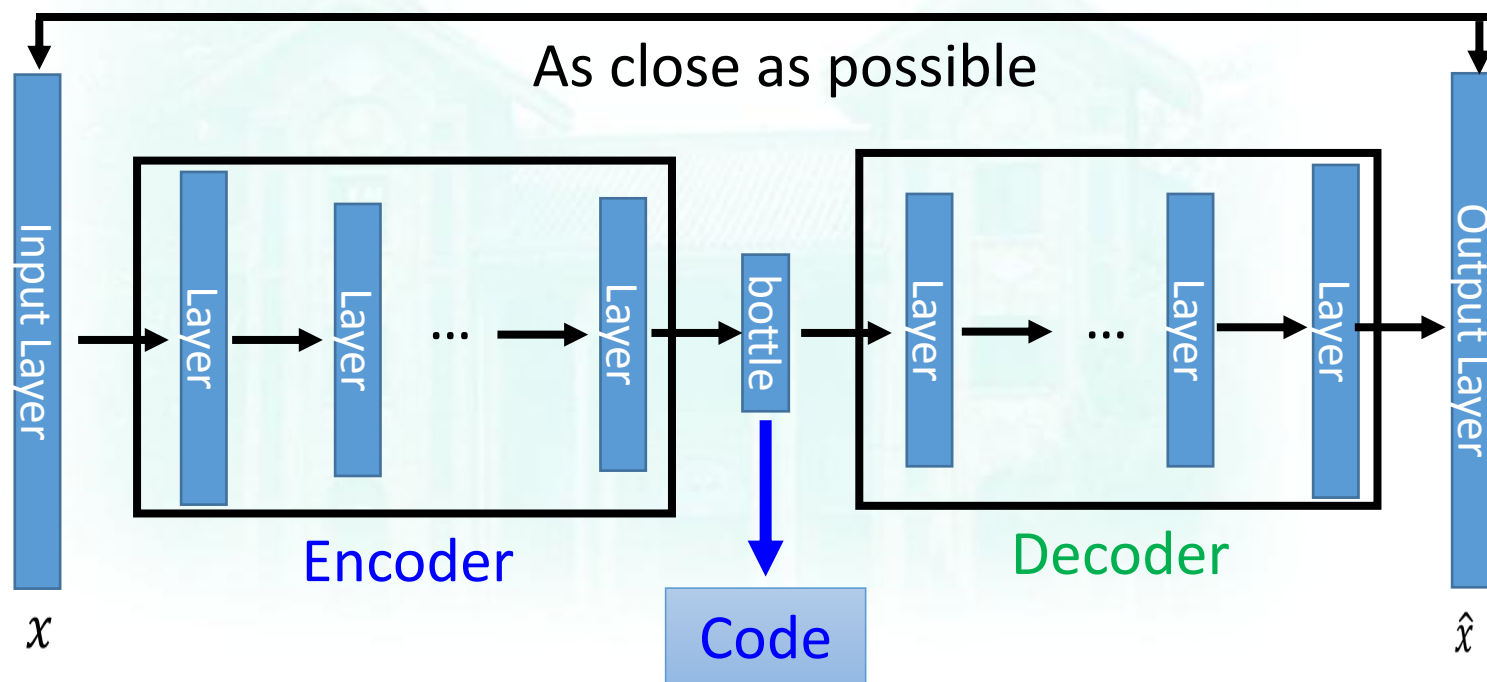 As close as possible
Input Layer
Layer
Layer
...
Layer
bottle
Layer
...
Layer
Layer
Output Layer
Encoder
Decoder
x
Code
x̂